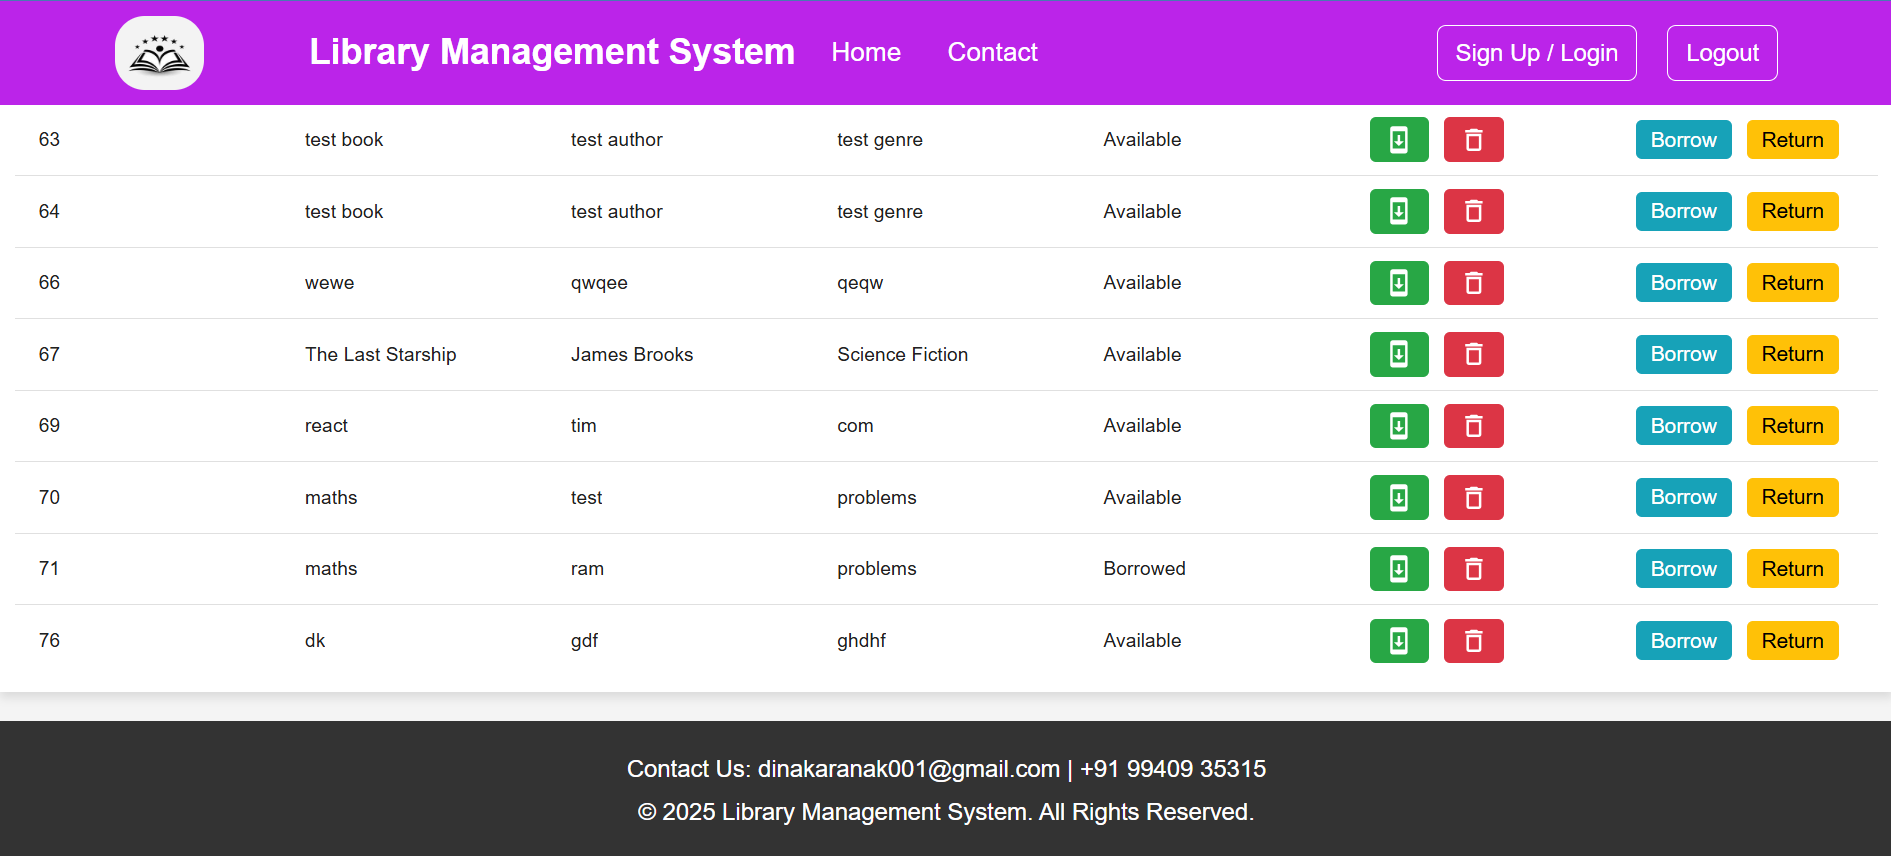 Library Management System Home Contact Sign Up / Login Logout
63 test book test author test genre Available Borrow Return
64 test book test author test genre Available Borrow Return
66 wewe qwqee qeqw Available Borrow Return
67 The Last Starship James Brooks Science Fiction Available Borrow Return
69 react tim com Available Borrow Return
70 maths test problems Available Borrow Return
71 maths ram problems Borrowed Borrow Return
76 dk gdf ghdhf Available Borrow Return
Contact Us: dinakaranak001@gmail.com | +91 99409 35315
© 2025 Library Management System. All Rights Reserved.